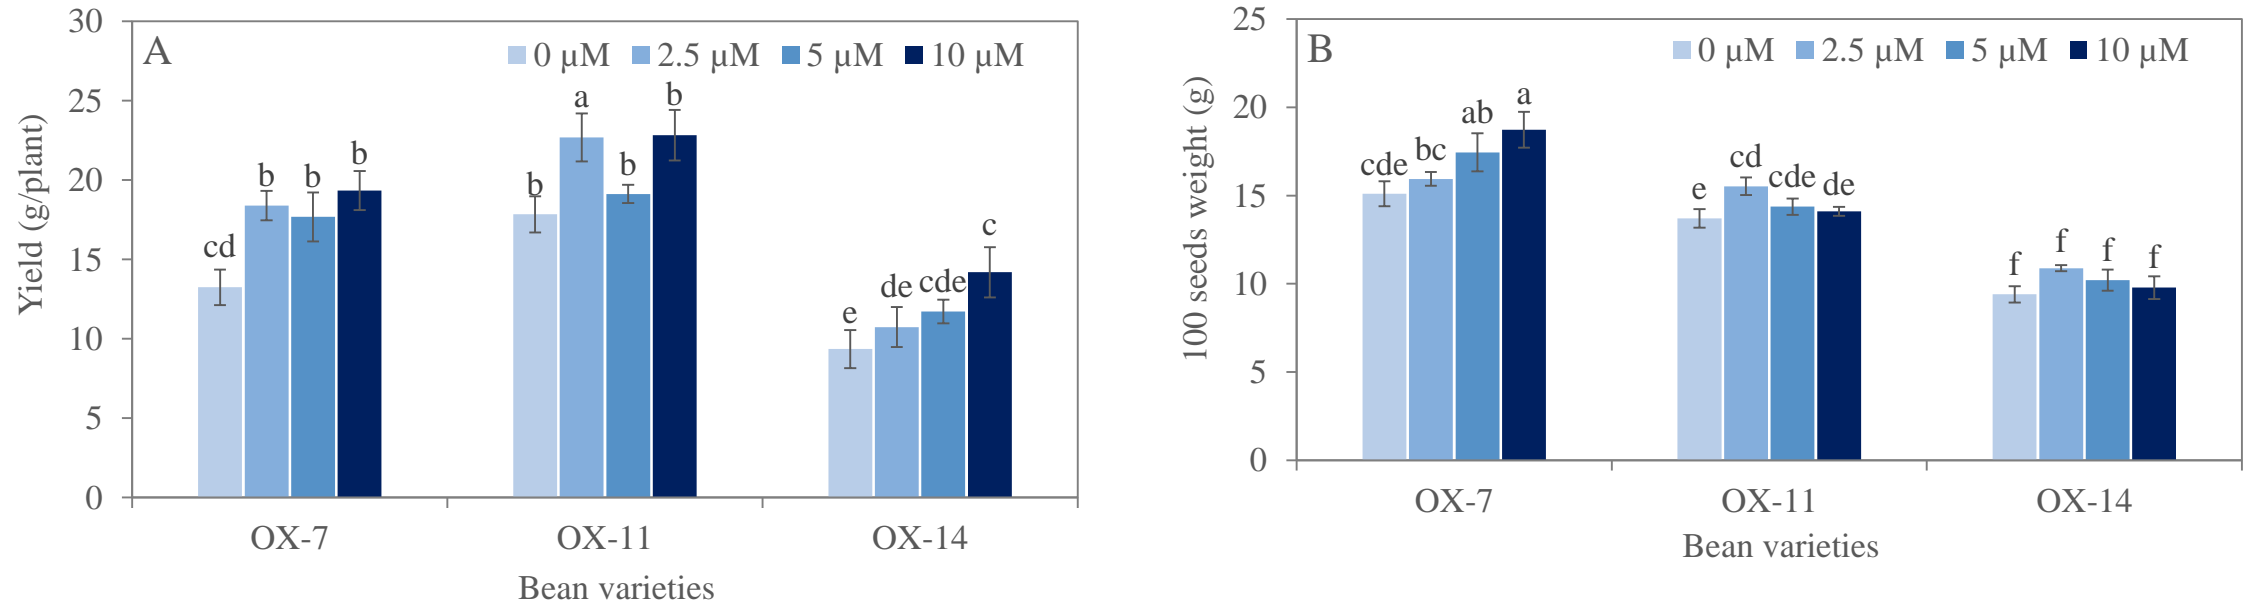 A
0 μM 2.5 μM 5 μM 10 μM
Yield (g/plant)
30
25
20
15
10
5
0
cd b b b
b a b b
e de cde c
OX-7 OX-11 OX-14
Bean varieties
B
0 μM 2.5 μM 5 μM 10 μM
100 seeds weight (g)
25
20
15
10
5
0
cde bc ab a
e cd cde de
f f f f
OX-7 OX-11 OX-14
Bean varieties